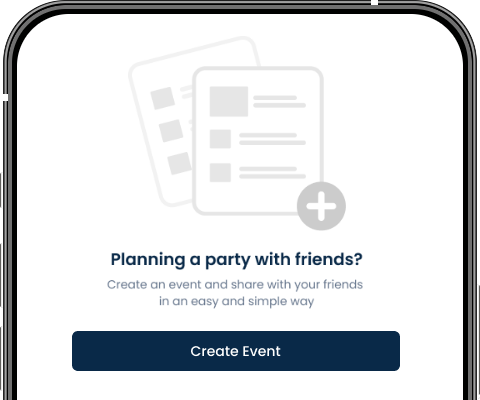 Planning a party with friends?
Create an event and share with your friends
in an easy and simple way
Create Event